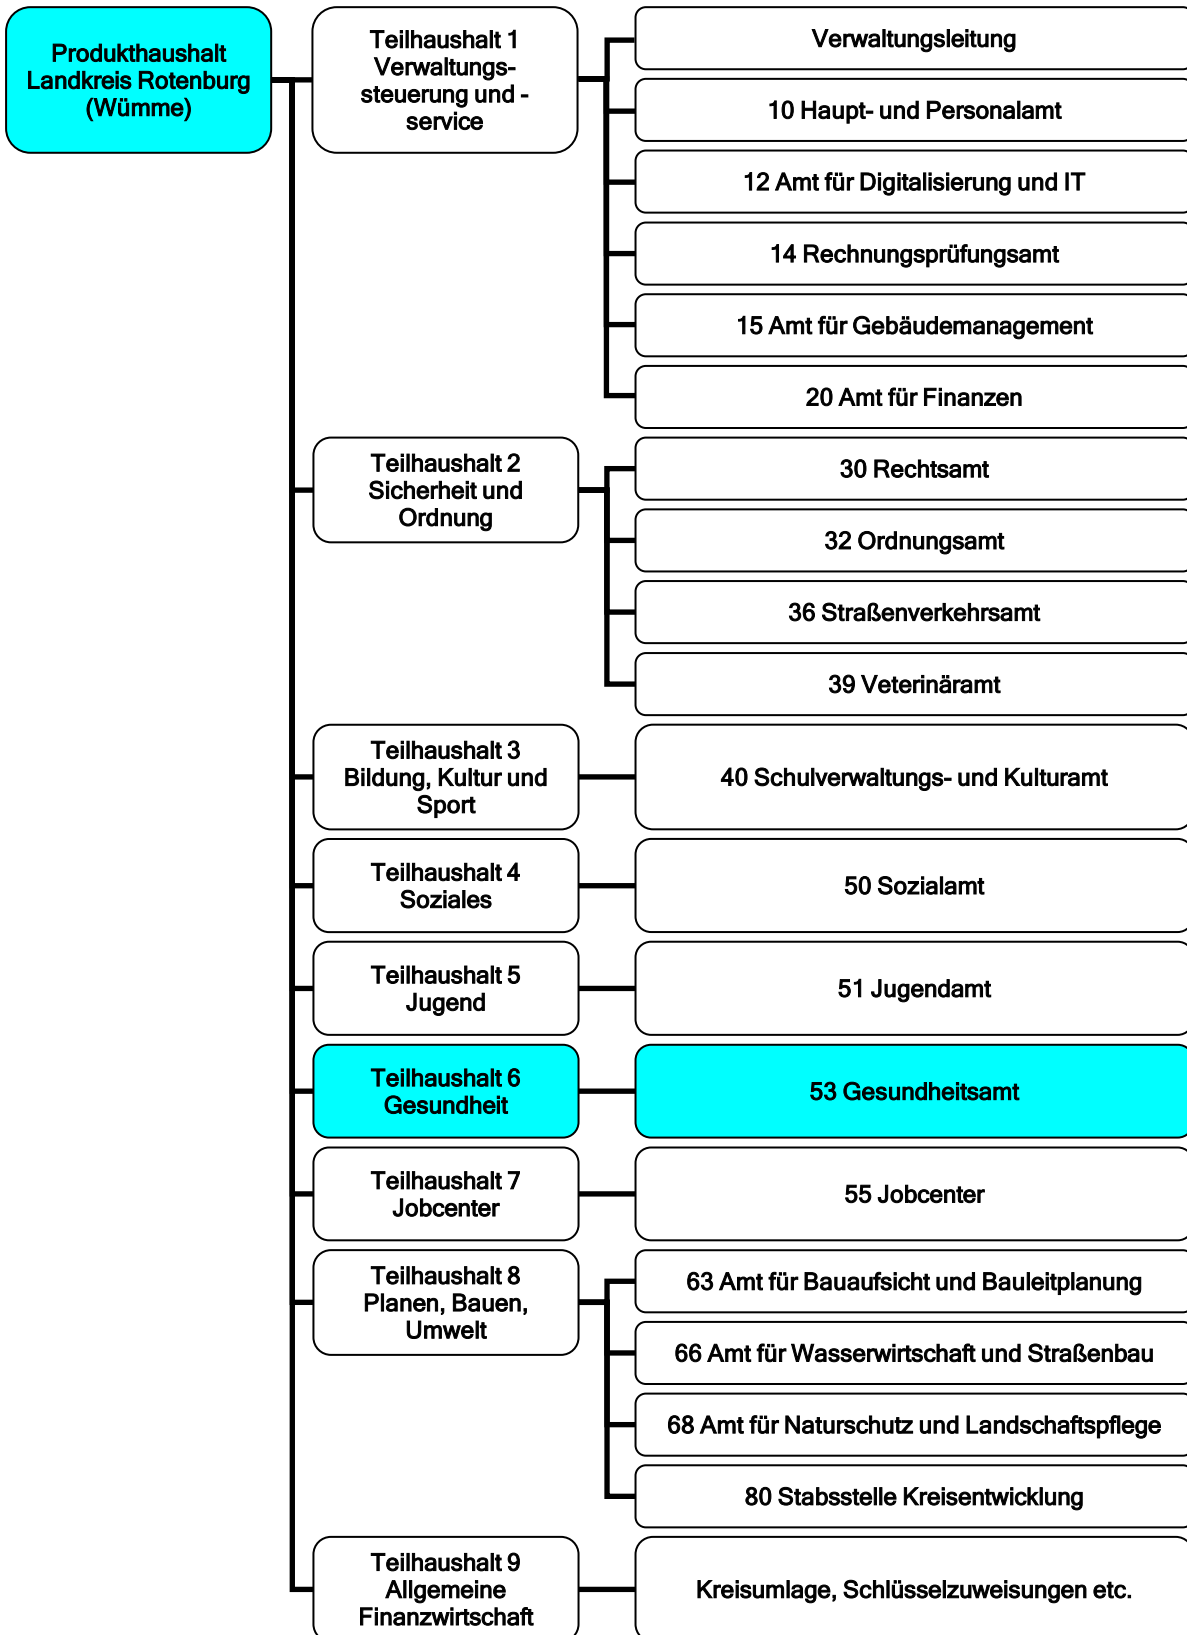 Produkthaushalt
Landkreis Rotenburg
(Wümme)
Teilhaushalt 1
Verwaltungs-
steuerung und -
service
Verwaltungsleitung
10 Haupt- und Personalamt
12 Amt für Digitalisierung und IT
14 Rechnungsprüfungsamt
15 Amt für Gebäudemanagement
20 Amt für Finanzen
Teilhaushalt 2
Sicherheit und
Ordnung
30 Rechtsamt
32 Ordnungsamt
36 Straßenverkehrsamt
39 Veterinäramt
Teilhaushalt 3
Bildung, Kultur und
Sport
40 Schulverwaltungs- und Kulturamt
Teilhaushalt 4
Soziales
50 Sozialamt
Teilhaushalt 5
Jugend
51 Jugendamt
Teilhaushalt 6
Gesundheit
53 Gesundheitsamt
Teilhaushalt 7
Jobcenter
55 Jobcenter
Teilhaushalt 8
Planen, Bauen,
Umwelt
63 Amt für Bauaufsicht und Bauleitplanung
66 Amt für Wasserwirtschaft und Straßenbau
68 Amt für Naturschutz und Landschaftspflege
80 Stabsstelle Kreisentwicklung
Teilhaushalt 9
Allgemeine
Finanzwirtschaft
Kreisumlage, Schlüsselzuweisungen etc.